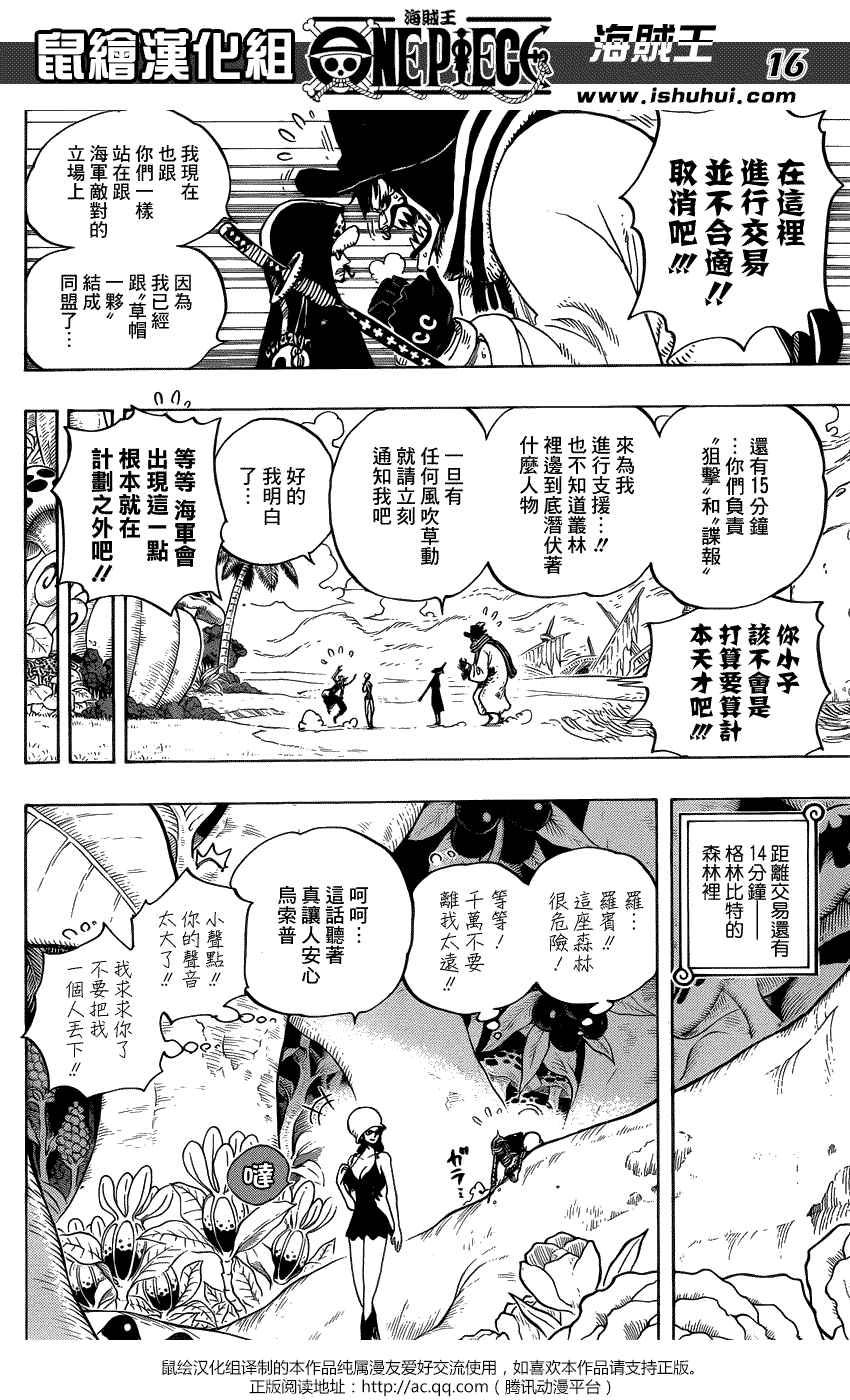 鼠繪漢化組
海賊王
ONE PIECE
海賊王
16
www.ishuhui.com
在這裡
進行交易
並不合適!!
取消吧!!!
我現在
也跟
你們一樣
站在跟
海軍敵對的
立場上
因為
我已經
跟〝草帽
一夥〞
結成
同盟了…
還有15分鐘
…你們負責
〝狙擊〞和〝諜報〞
你小子
該不會是
打算愛算計
本天才吧!!!
來為我
進行支援…!!
也不知道叢林
裡邊到底潛伏著
什麼人物
一旦有
任何風吹草動
就請立刻
通知我吧
好的
我明白
了…
等等 海軍會
出現這一點
根本就在
計劃之外吧!!
距離交易還有
14分鐘——
格林比特的
森林裡
羅…
羅賓!!
這座森林
很危險!
等等!
千萬不要
離我太遠!!
呵呵…
這話聽著
真讓人安心
烏索普
小聲點!!
你的聲音
太大了!!
我求求你了
不要把我
一個人丟下!!
ガラ…
噠
鼠绘汉化组译制的本作品纯属漫友爱好交流使用，如喜欢本作品请支持正版。
正版阅读地址：http://ac.qq.com（腾讯动漫平台）